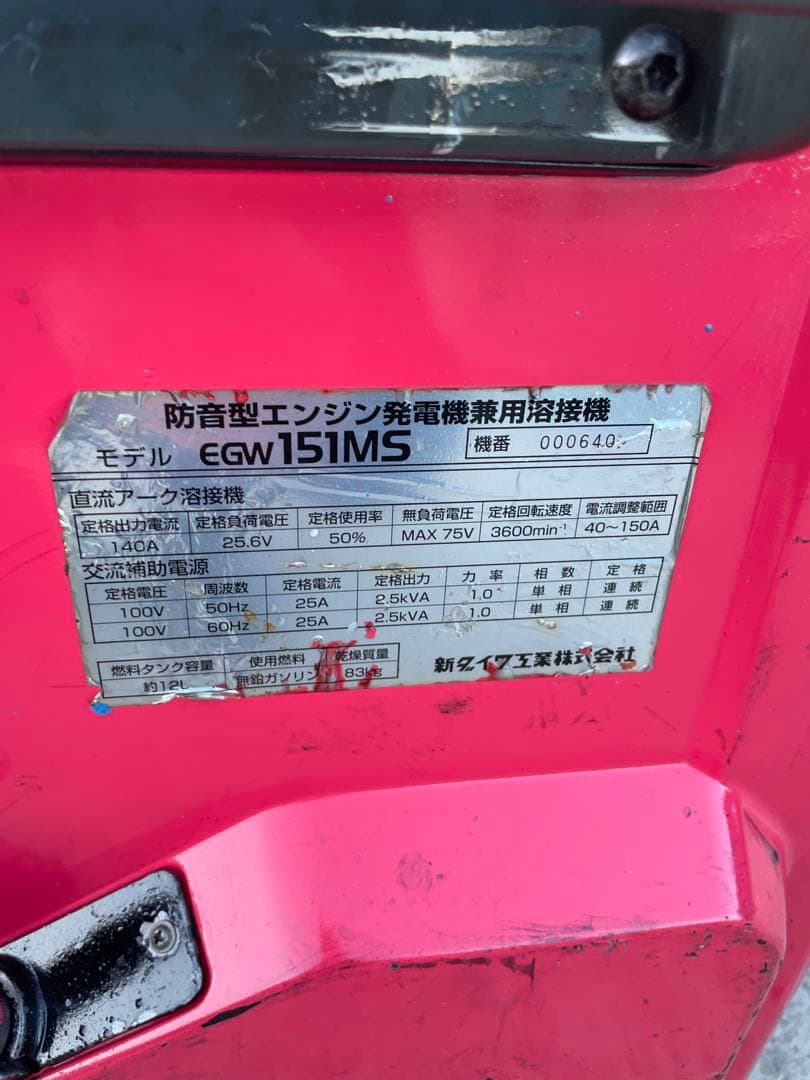 防音型エンジン発電機兼用溶接機
モデル EGW151MS 機番 000640
直流アーク溶接機
定格出力電流 定格負荷電圧 定格使用率 無負荷電圧 定格回転速度 電流調整範囲
140A 25.6V 50% MAX 75V 3600min⁻¹ 40～150A
交流補助電源
定格電圧 周波数 定格電流 定格出力 力率 相数 定格
100V 50Hz 25A 2.5kVA 1.0 単相 連続
100V 60Hz 25A 2.5kVA 1.0 単相 連続
燃料タンク容量 使用燃料 乾燥質量
約12L 無鉛ガソリン 83kg
新ダイワ工業株式会社